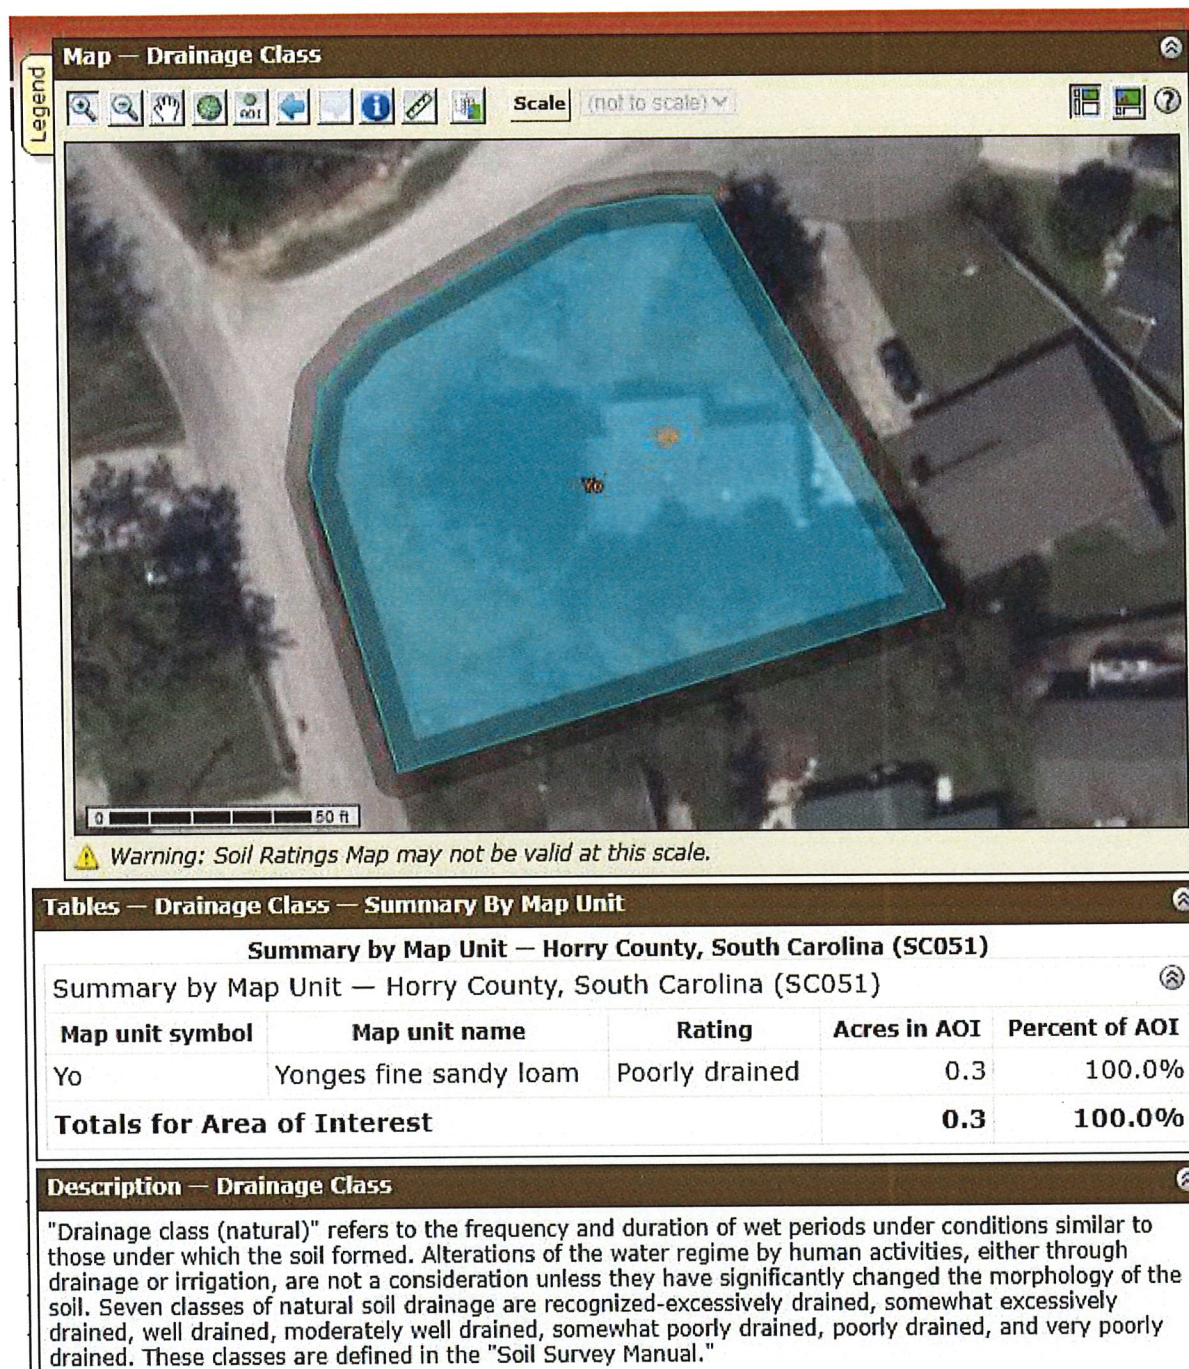 Legend
Map — Drainage Class
AOI
Scale (not to scale)
Yo
0 50 ft
Warning: Soil Ratings Map may not be valid at this scale.
Tables — Drainage Class — Summary By Map Unit
Summary by Map Unit — Horry County, South Carolina (SC051)
Summary by Map Unit — Horry County, South Carolina (SC051)
Map unit symbol Map unit name Rating Acres in AOI Percent of AOI
Yo Yonges fine sandy loam Poorly drained 0.3 100.0%
Totals for Area of Interest 0.3 100.0%
Description — Drainage Class
"Drainage class (natural)" refers to the frequency and duration of wet periods under conditions similar to
those under which the soil formed. Alterations of the water regime by human activities, either through
drainage or irrigation, are not a consideration unless they have significantly changed the morphology of the
soil. Seven classes of natural soil drainage are recognized-excessively drained, somewhat excessively
drained, well drained, moderately well drained, somewhat poorly drained, poorly drained, and very poorly
drained. These classes are defined in the "Soil Survey Manual."